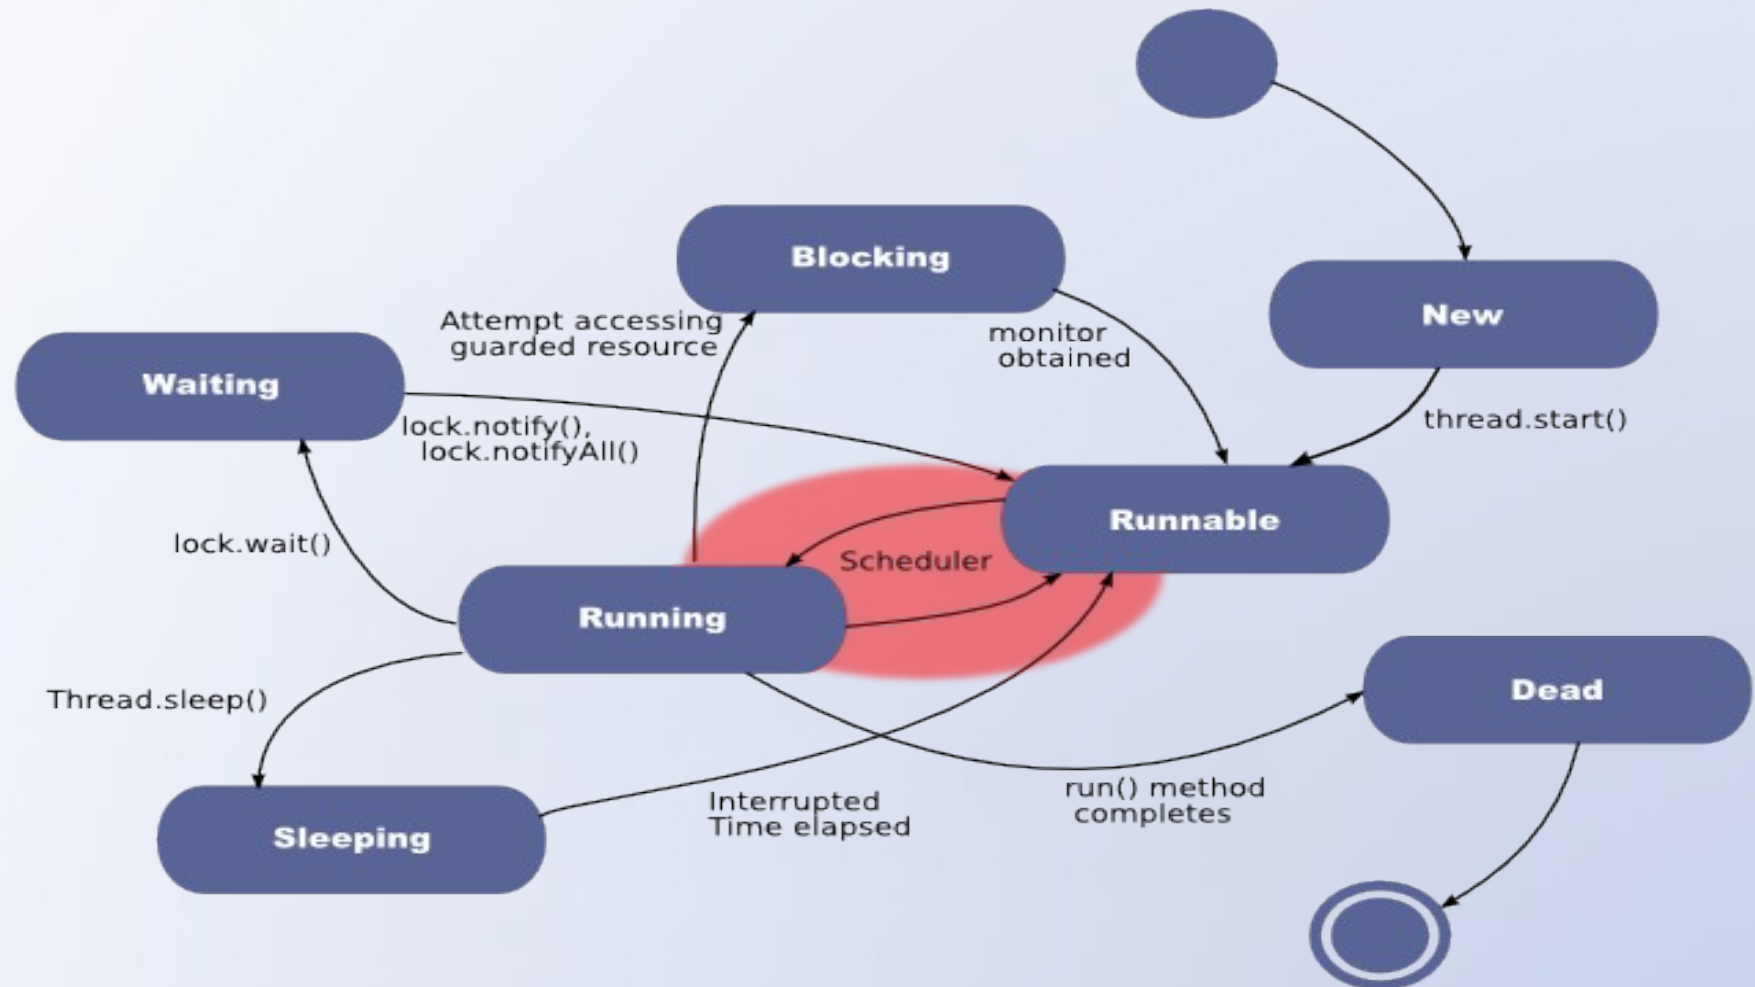 Blocking
New
Attempt accessing
guarded resource
monitor
obtained
Waiting
lock.notify(),
lock.notifyAll()
thread.start()
Runnable
lock.wait()
Scheduler
Running
Thread.sleep()
Dead
Interrupted
Time elapsed
run() method
completes
Sleeping